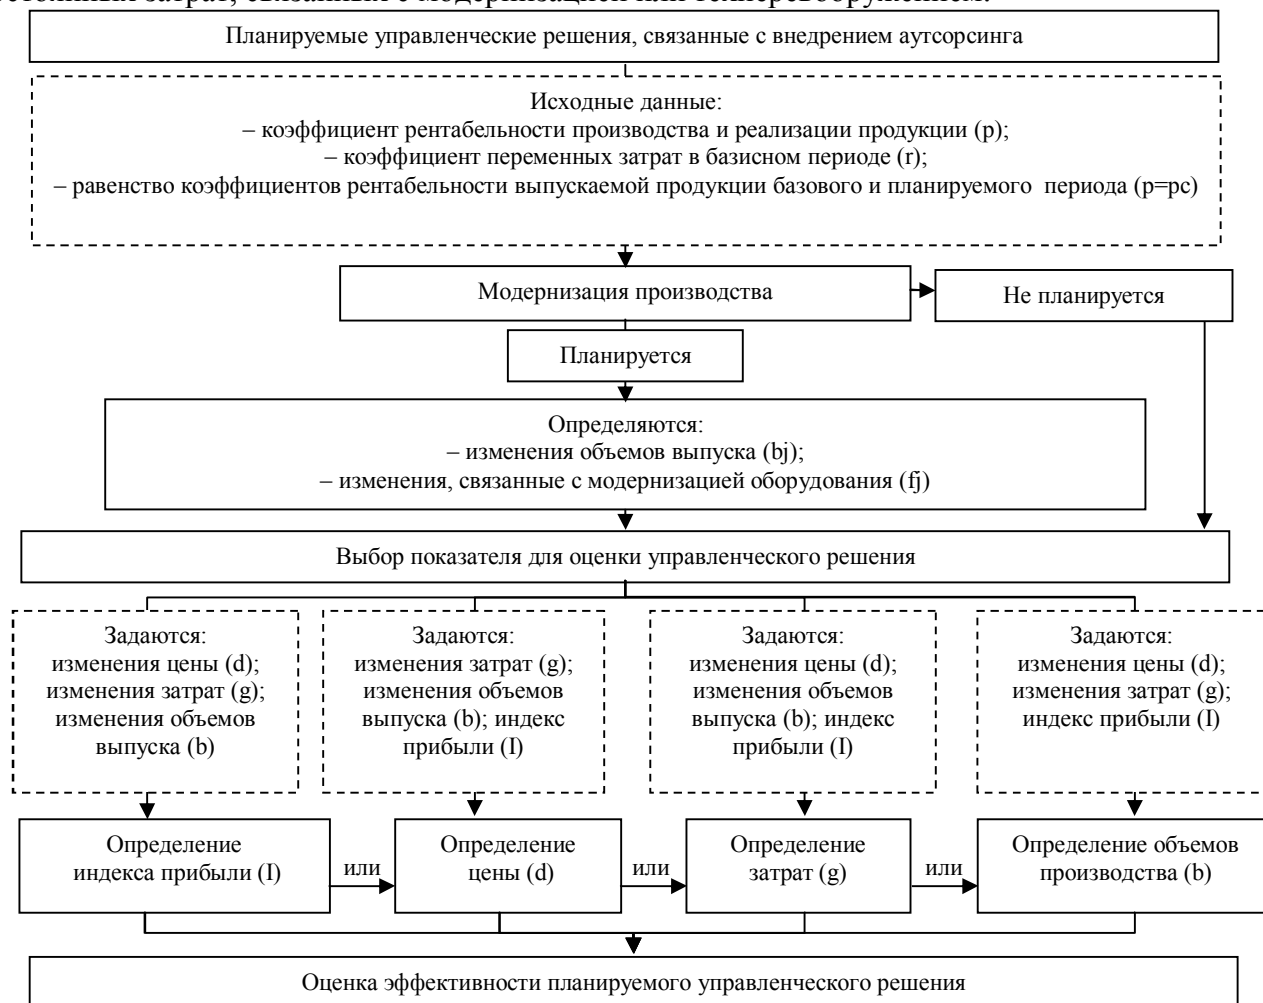 затрат, связанных с модернизацией или техперевооружением.
Планируемые управленческие решения, связанные с внедрением аутсорсинга
Исходные данные:
– коэффициент рентабельности производства и реализации продукции (p);
– коэффициент переменных затрат в базисном периоде (r);
– равенство коэффициентов рентабельности выпускаемой продукции базового и планируемого периода (p=pc)
Модернизация производства
Не планируется
Планируется
Определяются:
– изменения объемов выпуска (bj);
– изменения, связанные с модернизацией оборудования (fj)
Выбор показателя для оценки управленческого решения
Задаются:
изменения цены (d);
изменения затрат (g);
изменения объемов
выпуска (b)
Задаются:
изменения затрат (g);
изменения объемов
выпуска (b); индекс
прибыли (I)
Задаются:
изменения цены (d);
изменения объемов
выпуска (b); индекс
прибыли (I)
Задаются:
изменения цены (d);
изменения затрат (g);
индекс прибыли (I)
Определение
индекса прибыли (I)
или
Определение
цены (d)
или
Определение
затрат (g)
или
Определение объемов
производства (b)
Оценка эффективности планируемого управленческого решения